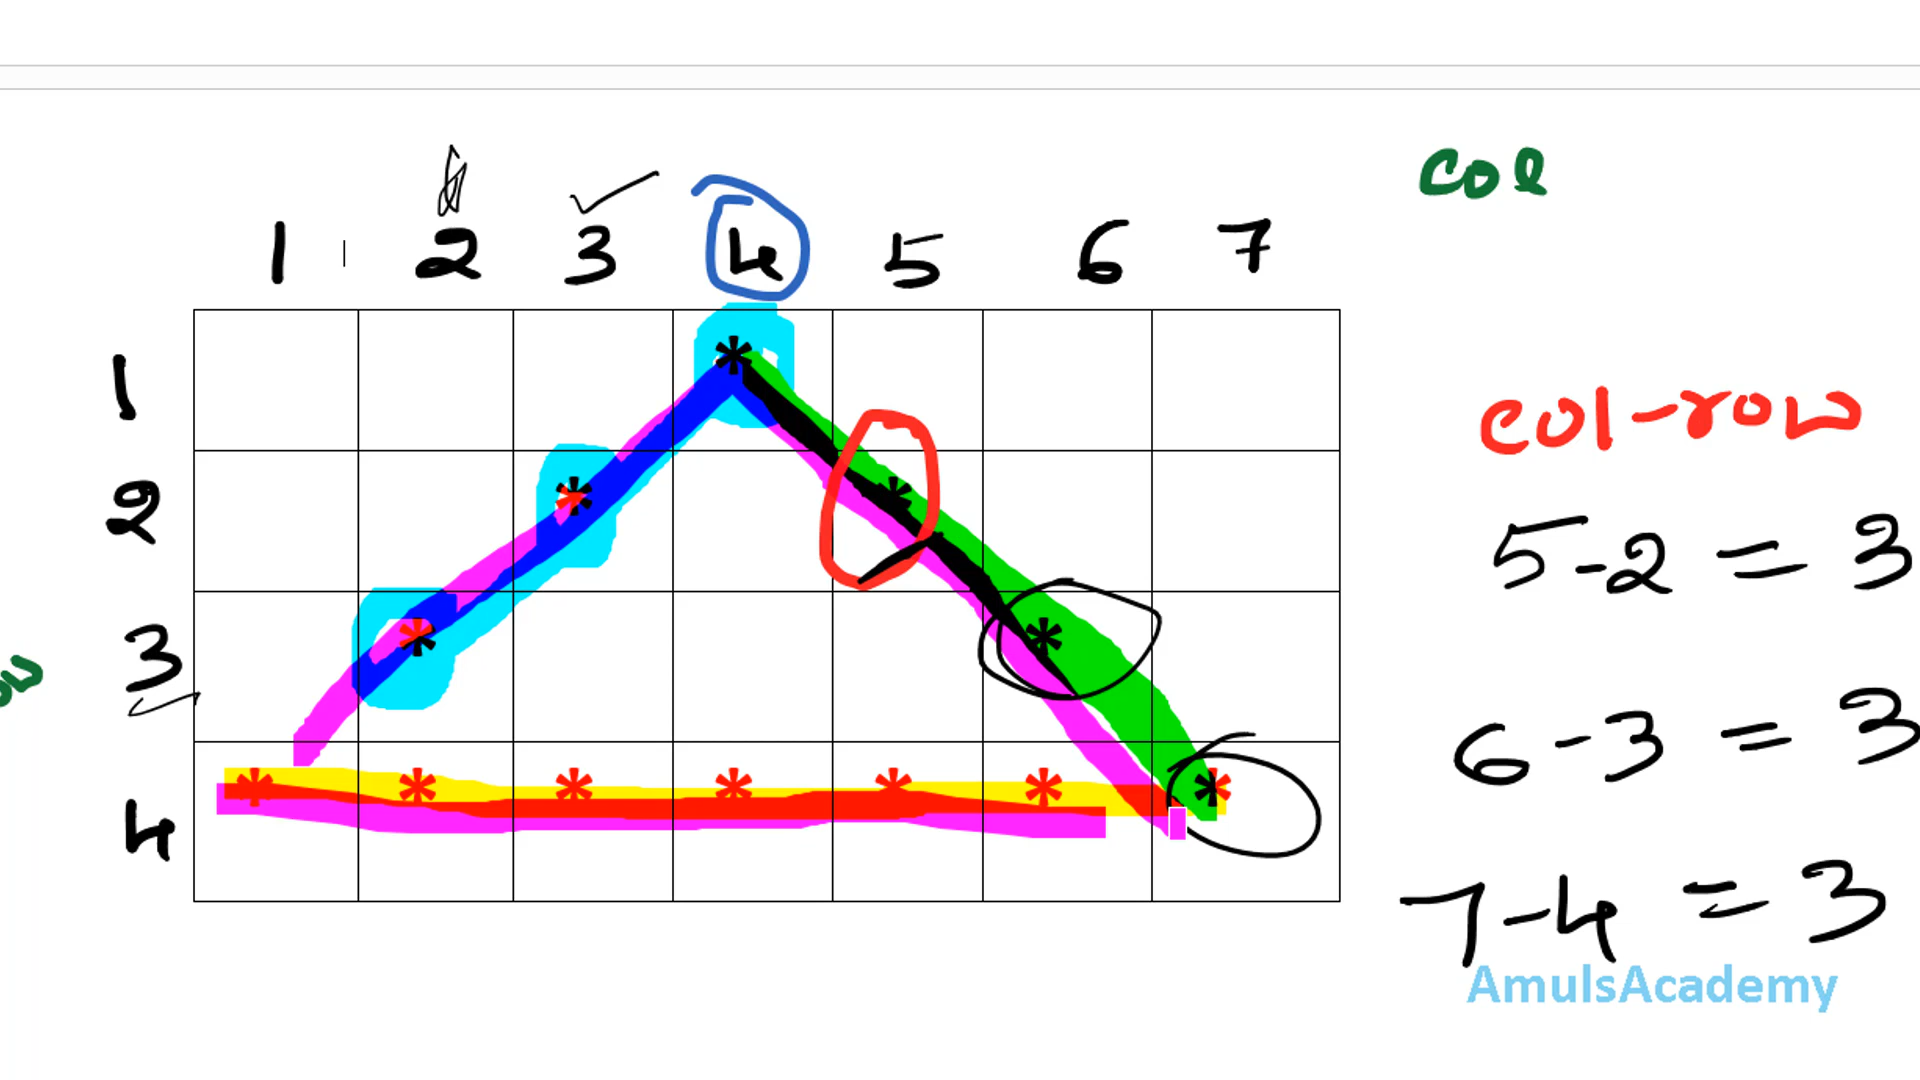 col
1 2 3 4 5 6 7
1 *
2 * *
3 * *
4 * * * * * * *
col-row
5-2=3
6-3=3
7-4=3
AmulsAcademy